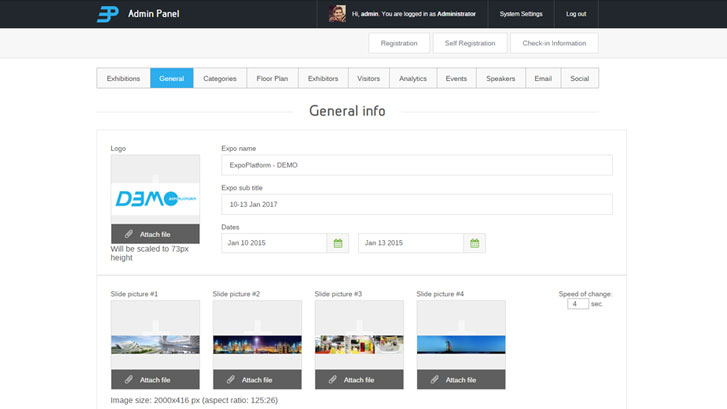 Admin Panel
Hi, admin. You are logged in as Administrator
System Settings
Log out
Registration
Self Registration
Check-in Information
Exhibitions
General
Categories
Floor Plan
Exhibitors
Visitors
Analytics
Events
Speakers
Email
Social
General info
Logo
DEMO
Attach file
Will be scaled to 73px
height
Expo name
ExpoPlatform - DEMO
Expo sub title
10-13 Jan 2017
Dates
Jan 10 2015
Jan 13 2015
Slide picture #1
Slide picture #2
Slide picture #3
Slide picture #4
Speed of change:
4 sec.
Attach file
Attach file
Attach file
Attach file
Image size: 2000x416 px (aspect ratio: 125:26)